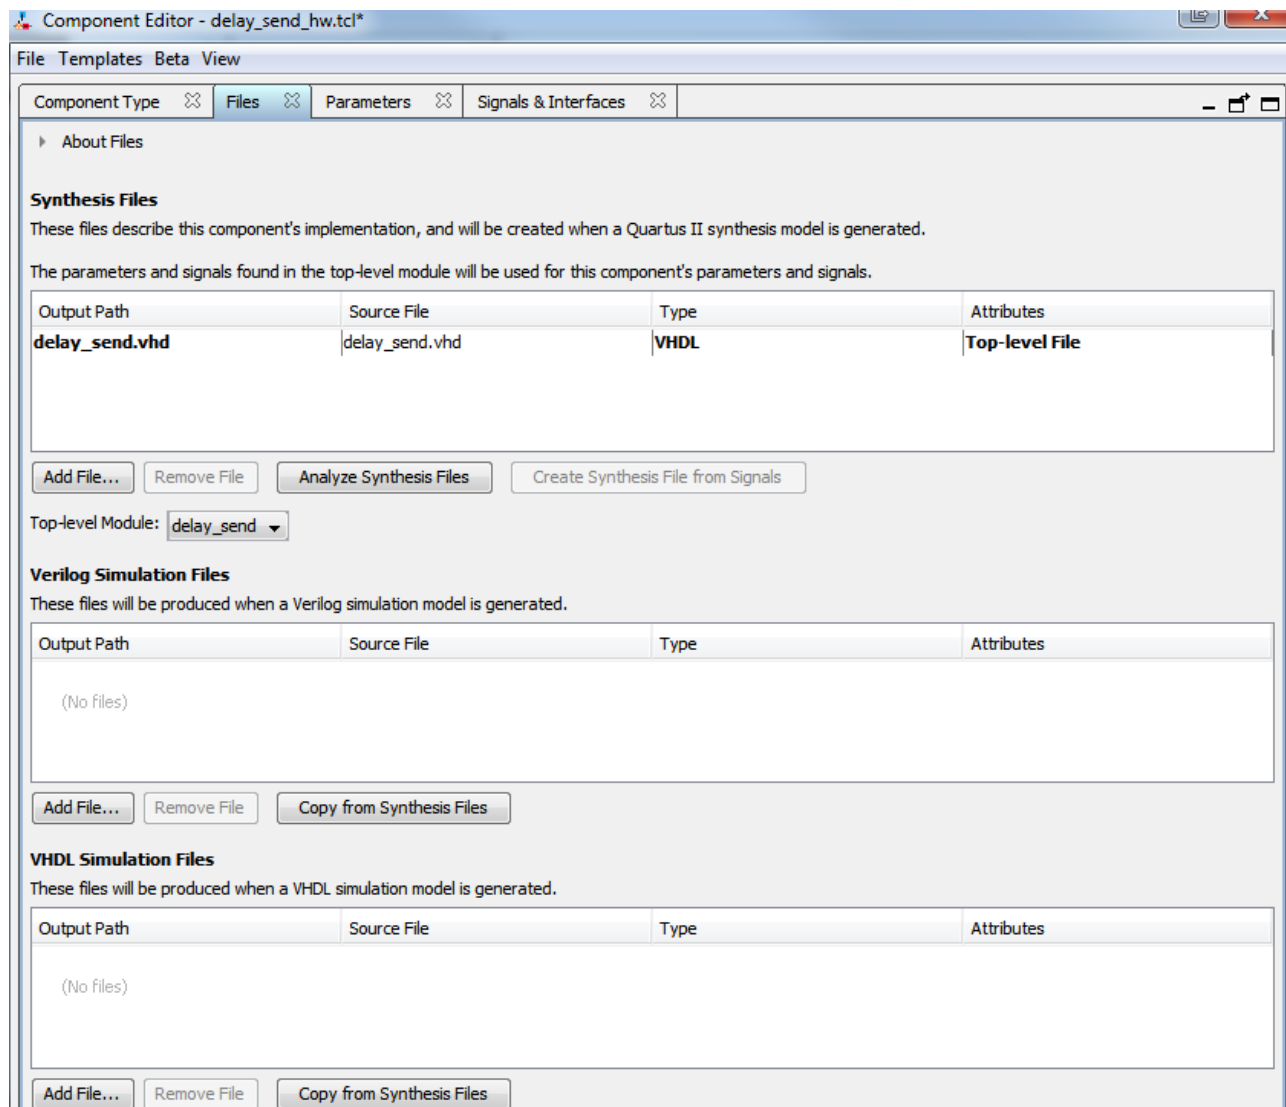 Component Editor - delay_send_hw.tcl*
File Templates Beta View
Component Type Files Parameters Signals & Interfaces
About Files
Synthesis Files
These files describe this component's implementation, and will be created when a Quartus II synthesis model is generated.
The parameters and signals found in the top-level module will be used for this component's parameters and signals.
Output Path Source File Type Attributes
delay_send.vhd delay_send.vhd VHDL Top-level File
Add File... Remove File Analyze Synthesis Files Create Synthesis File from Signals
Top-level Module: delay_send
Verilog Simulation Files
These files will be produced when a Verilog simulation model is generated.
Output Path Source File Type Attributes
(No files)
Add File... Remove File Copy from Synthesis Files
VHDL Simulation Files
These files will be produced when a VHDL simulation model is generated.
Output Path Source File Type Attributes
(No files)
Add File... Remove File Copy from Synthesis Files